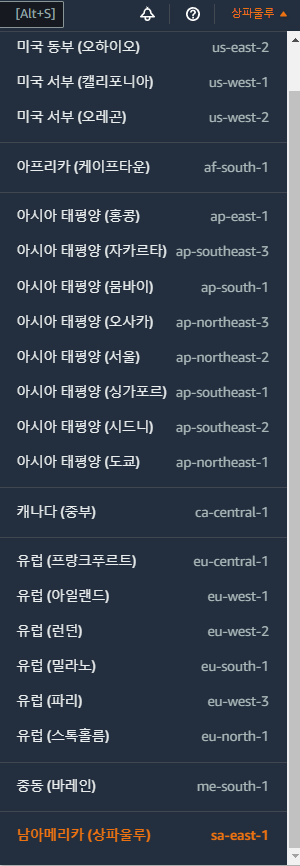 [Alt+S]
상파울루
미국 동부 (오하이오) us-east-2
미국 서부 (캘리포니아) us-west-1
미국 서부 (오레곤) us-west-2
아프리카 (케이프타운) af-south-1
아시아 태평양 (홍콩) ap-east-1
아시아 태평양 (자카르타) ap-southeast-3
아시아 태평양 (뭄바이) ap-south-1
아시아 태평양 (오사카) ap-northeast-3
아시아 태평양 (서울) ap-northeast-2
아시아 태평양 (싱가포르) ap-southeast-1
아시아 태평양 (시드니) ap-southeast-2
아시아 태평양 (도쿄) ap-northeast-1
캐나다 (중부) ca-central-1
유럽 (프랑크푸르트) eu-central-1
유럽 (아일랜드) eu-west-1
유럽 (런던) eu-west-2
유럽 (밀라노) eu-south-1
유럽 (파리) eu-west-3
유럽 (스톡홀름) eu-north-1
중동 (바레인) me-south-1
남아메리카 (상파울루) sa-east-1